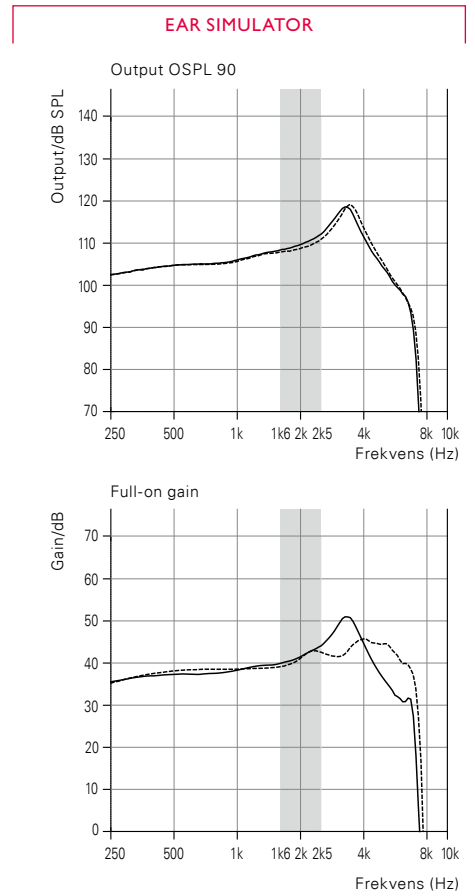 EAR SIMULATOR
Output OSPL 90
Output/dB SPL
140
130
120
110
100
90
80
70
250 500 1k 1k6 2k 2k5 4k 8k 10k
Frekvens (Hz)
Full-on gain
Gain/dB
70
60
50
40
30
20
10
0
250 500 1k 1k6 2k 2k5 4k 8k 10k
Frekvens (Hz)